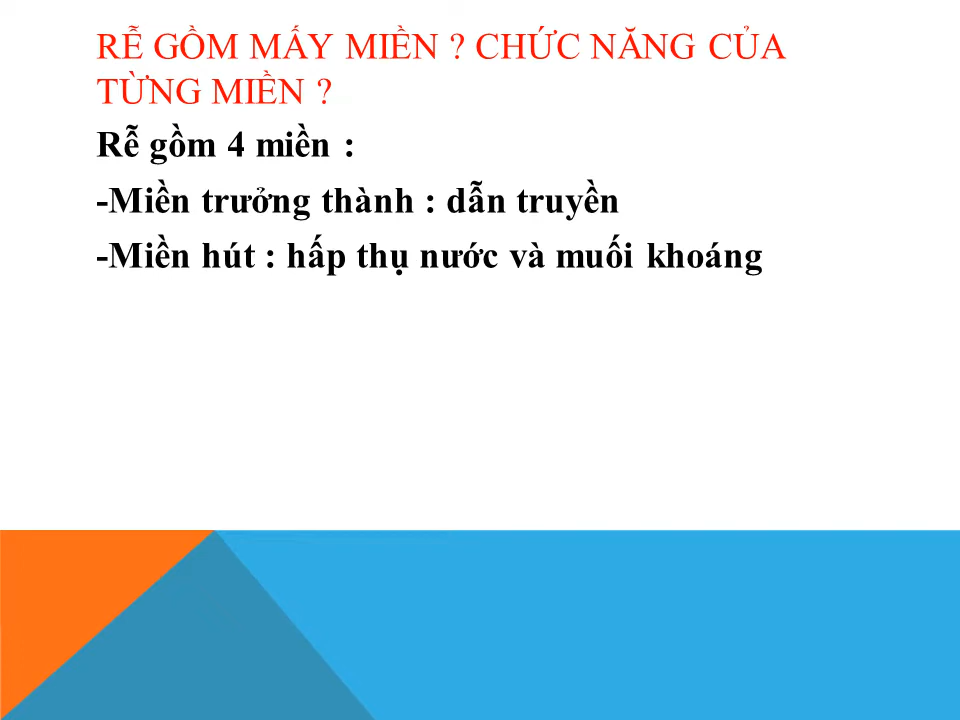 RỄ GỒM MẤY MIỀN ? CHỨC NĂNG CỦA
TỪNG MIỀN ?
Rễ gồm 4 miền :
-Miền trưởng thành : dẫn truyền
-Miền hút : hấp thụ nước và muối khoáng